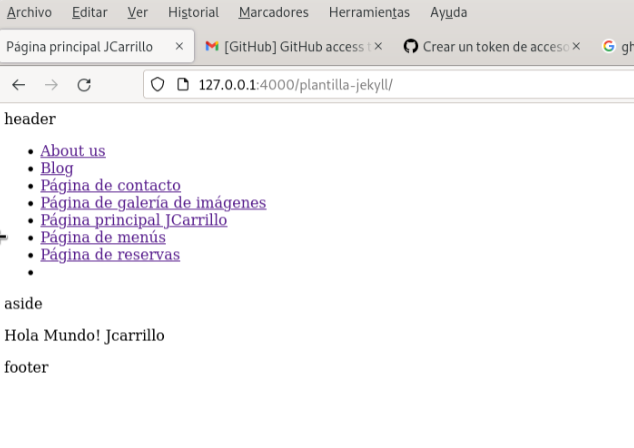 Archivo Editar Ver Historial Marcadores Herramientas Ayuda
Página principal JCarrillo × [GitHub] GitHub access × Crear un token de acceso × gh
127.0.0.1:4000/plantilla-jekyll/
header
About us
Blog
Página de contacto
Página de galería de imágenes
Página principal JCarrillo
Página de menús
Página de reservas
aside
Hola Mundo! Jcarrillo
footer